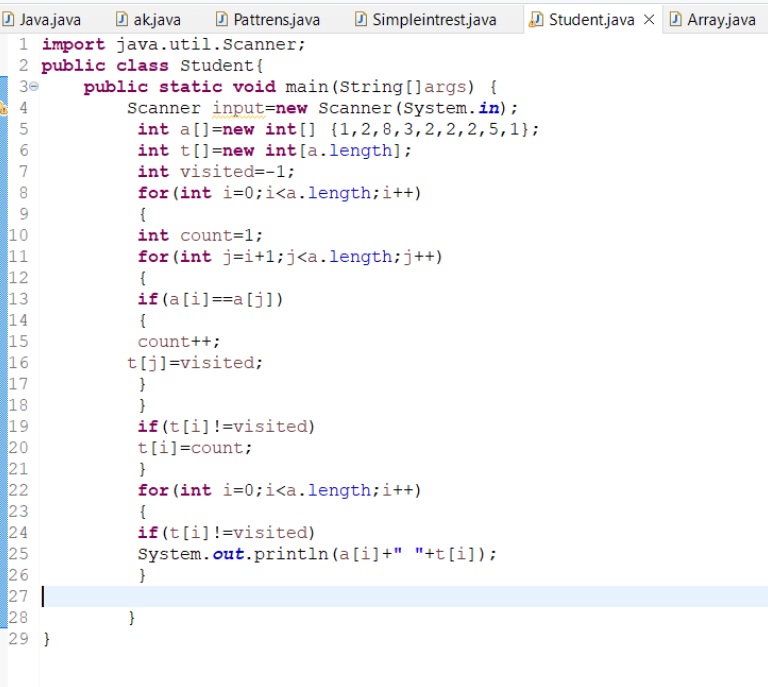 Java.java ak.java Pattrens.java Simpleintrest.java Student.java Array.java
1 import java.util.Scanner;
2 public class Student{
3 public static void main(String[]args) {
4 Scanner input=new Scanner(System.in);
5 int a[]=new int[] {1,2,8,3,2,2,2,5,1};
6 int t[]=new int[a.length];
7 int visited=-1;
8 for(int i=0;i<a.length;i++)
9 {
10 int count=1;
11 for(int j=i+1;j<a.length;j++)
12 {
13 if(a[i]==a[j])
14 {
15 count++;
16 t[j]=visited;
17 }
18 }
19 if(t[i]!=visited)
20 t[i]=count;
21 }
22 for(int i=0;i<a.length;i++)
23 {
24 if(t[i]!=visited)
25 System.out.println(a[i]+" "+t[i]);
26 }
27
28 }
29 }